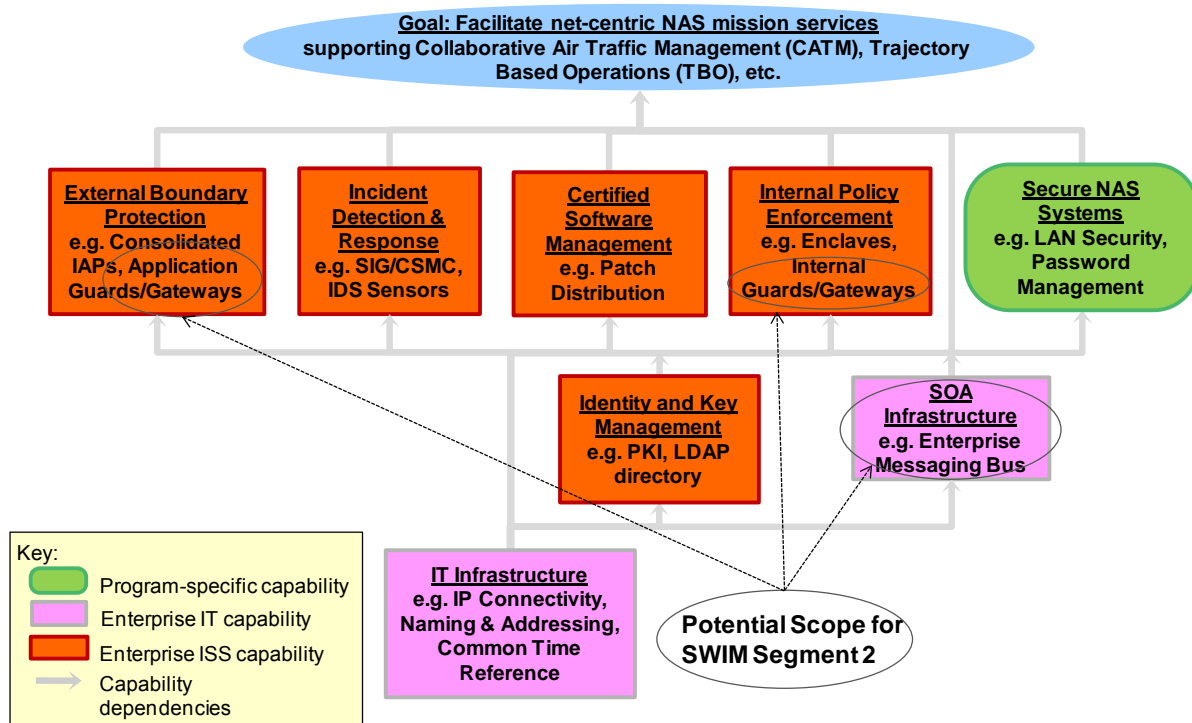 Goal: Facilitate net-centric NAS mission services
supporting Collaborative Air Traffic Management (CATM), Trajectory
Based Operations (TBO), etc.
External Boundary
Protection
e.g. Consolidated
IAPs, Application
Guards/Gateways
Incident
Detection &
Response
e.g. SIG/CSMC,
IDS Sensors
Certified
Software
Management
e.g. Patch
Distribution
Internal Policy
Enforcement
e.g. Enclaves,
Internal
Guards/Gateways
Secure NAS
Systems
e.g. LAN Security,
Password
Management
Identity and Key
Management
e.g. PKI, LDAP
directory
SOA
Infrastructure
e.g. Enterprise
Messaging Bus
IT Infrastructure
e.g. IP Connectivity,
Naming & Addressing,
Common Time
Reference
Potential Scope for
SWIM Segment 2
Key:
Program-specific capability
Enterprise IT capability
Enterprise ISS capability
Capability
dependencies